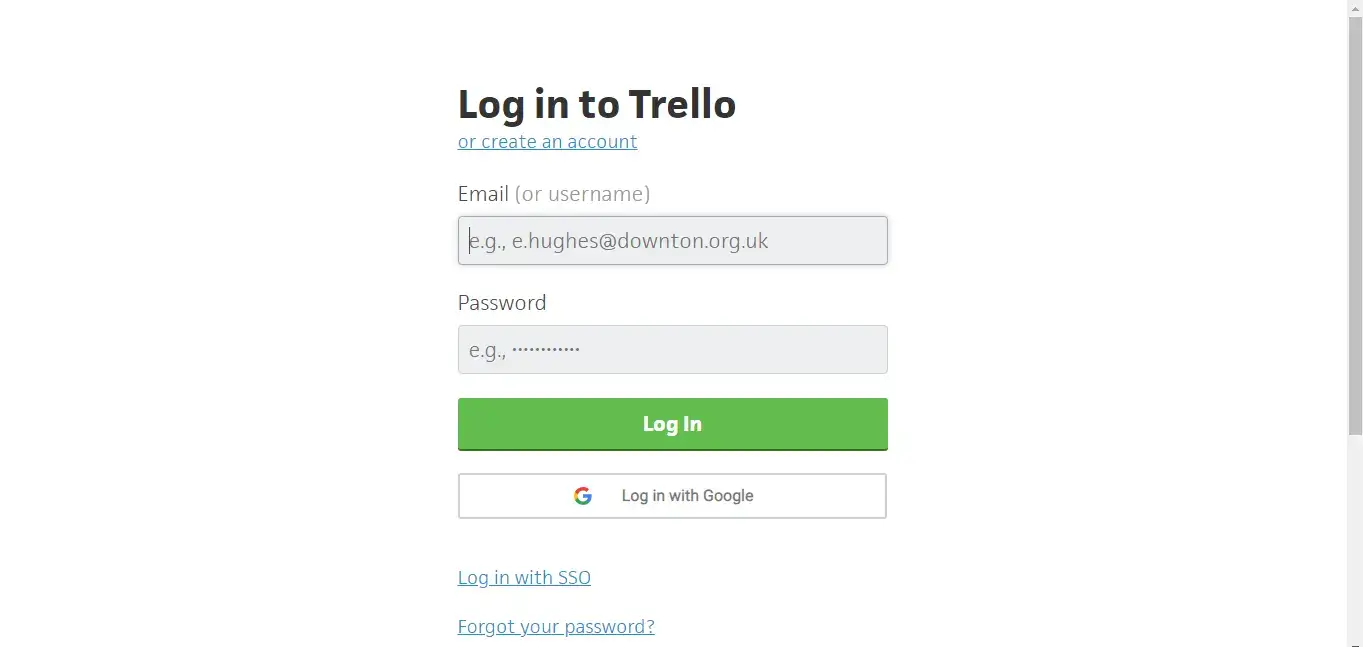 Log in to Trello
or create an account
Email (or username)
e.g., e.hughes@downton.org.uk
Password
e.g., ············
Log In
Log in with Google
Log in with SSO
Forgot your password?